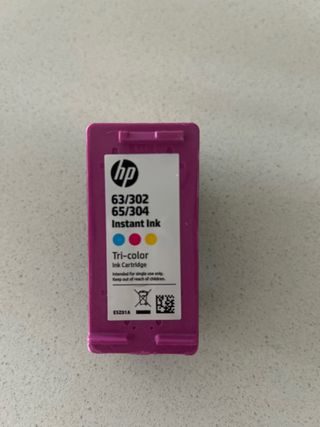 hp
63/302
65/304
Instant Ink
Tri-color
Ink Cartridge
Intended for single use only.
Keep out of reach of children.